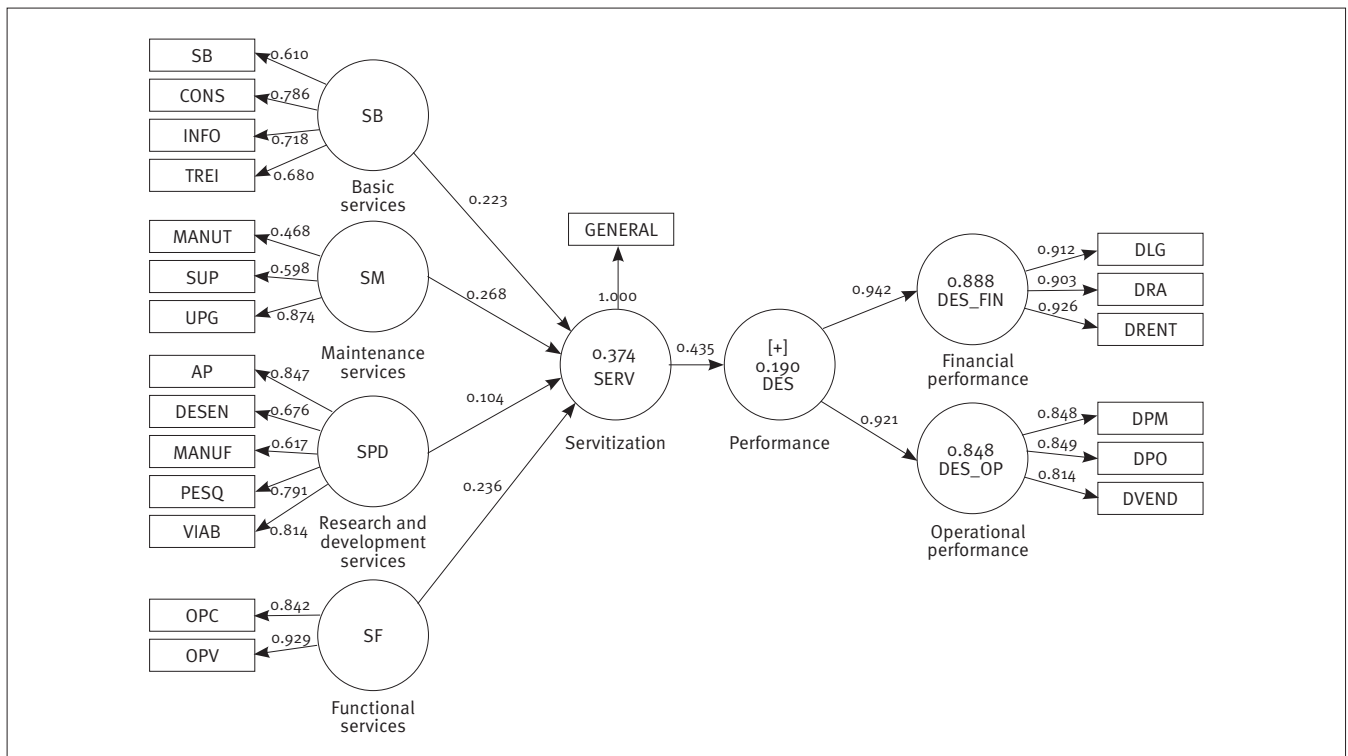 SB
0.610
CONS
0.786
INFO
0.718
TREI
0.680
SB
Basic
services
0.223
MANUT
0.468
SUP
0.598
UPG
0.874
SM
Maintenance
services
0.268
AP
0.847
DESEN
0.676
MANUF
0.617
PESQ
0.791
VIAB
0.814
SPD
Research and
development
services
0.104
OPC
0.842
OPV
0.929
SF
Functional
services
0.236
GENERAL
1.000
0.374
SERV
Servitization
0.435
[+]
0.190
DES
Performance
0.942
0.921
0.888
DES_FIN
Financial
performance
0.912
DLG
0.903
DRA
0.926
DRENT
0.848
DES_OP
Operational
performance
0.848
DPM
0.849
DPO
0.814
DVEND